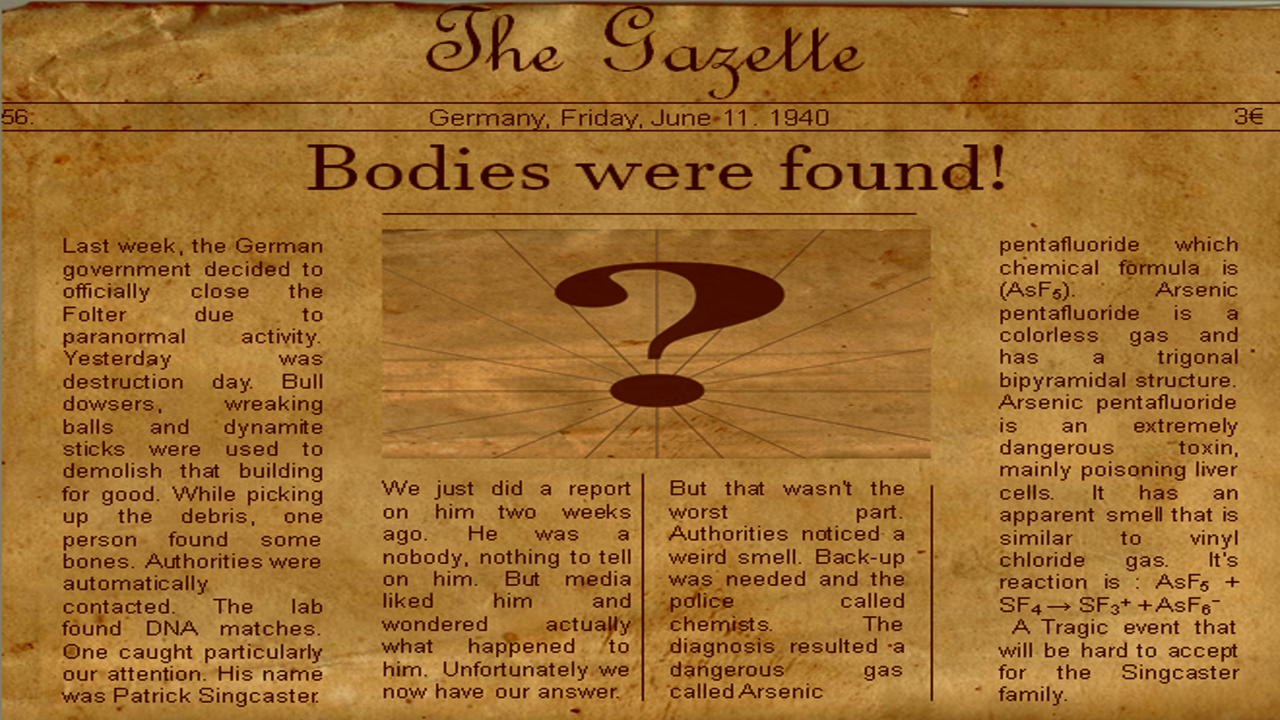 The Gazette
56:
Germany, Friday, June 11. 1940
3€
Bodies were found!
Last week, the German
government decided to
officially close the
Folter due to
paranormal activity.
Yesterday was
destruction day. Bull
dowsers, wreaking
balls and dynamite
sticks were used to
demolish that building
for good. While picking
up the debris, one
person found some
bones. Authorities were
automatically
contacted. The lab
found DNA matches.
One caught particularly
our attention. His name
was Patrick Singcaster.
We just did a report
on him two weeks
ago. He was a
nobody, nothing to tell
on him. But media
liked him and
wondered actually
what happened to
him. Unfortunately we
now have our answer.
But that wasn't the
worst part.
Authorities noticed a
weird smell. Back-up
was needed and the
police called
chemists. The
diagnosis resulted a
dangerous gas
called Arsenic
pentafluoride which
chemical formula is
(AsF₅). Arsenic
pentafluoride is a
colorless gas and
has a trigonal
bipyramidal structure.
Arsenic pentafluoride
is an extremely
dangerous toxin,
mainly poisoning liver
cells. It has an
apparent smell that is
similar to vinyl
chloride gas. It's
reaction is : AsF₅ +
SF₄ → SF₃⁺ + AsF₆⁻
A Tragic event that
will be hard to accept
for the Singcaster
family.